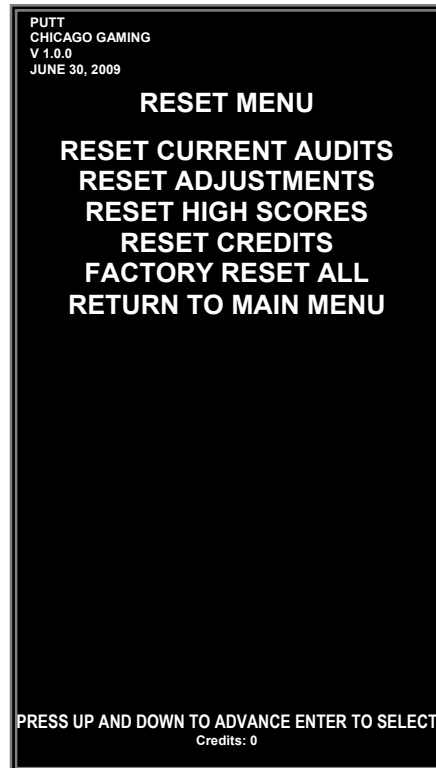 PUTT
CHICAGO GAMING
V 1.0.0
JUNE 30, 2009
RESET MENU
RESET CURRENT AUDITS
RESET ADJUSTMENTS
RESET HIGH SCORES
RESET CREDITS
FACTORY RESET ALL
RETURN TO MAIN MENU
PRESS UP AND DOWN TO ADVANCE ENTER TO SELECT
Credits: 0